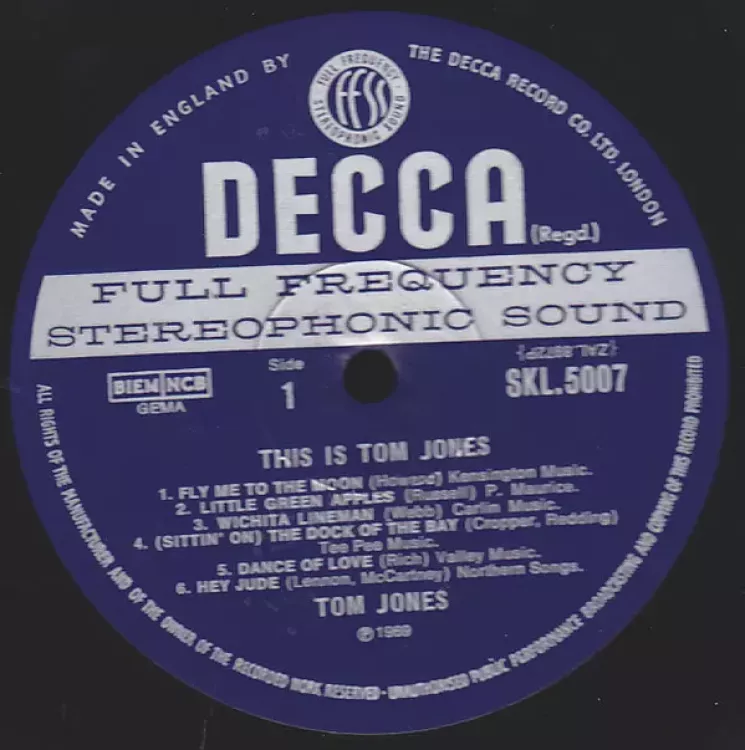 MADE IN ENGLAND BY
THE DECCA RECORD CO. LTD. LONDON
FULL FREQUENCY
STEREOPHONIC SOUND
FFSS
DECCA (Regd.)
FULL FREQUENCY
STEREOPHONIC SOUND
BIEM NCB
GEMA
Side
1
{ZAL.8972P}
SKL.5007
THIS IS TOM JONES
1. FLY ME TO THE MOON (Howard) Kensington Music.
2. LITTLE GREEN APPLES (Russell) P. Maurice.
3. WICHITA LINEMAN (Webb) Carlin Music.
4. (SITTIN' ON) THE DOCK OF THE BAY (Cropper, Redding)
Tee Pee Music.
5. DANCE OF LOVE (Rich) Valley Music.
6. HEY JUDE (Lennon, McCartney) Northern Songs.
TOM JONES
Ⓟ 1969
ALL RIGHTS OF THE MANUFACTURER AND OF THE OWNER OF THE RECORDED WORK RESERVED · UNAUTHORISED PUBLIC PERFORMANCE BROADCASTING AND COPYING OF THIS RECORD PROHIBITED